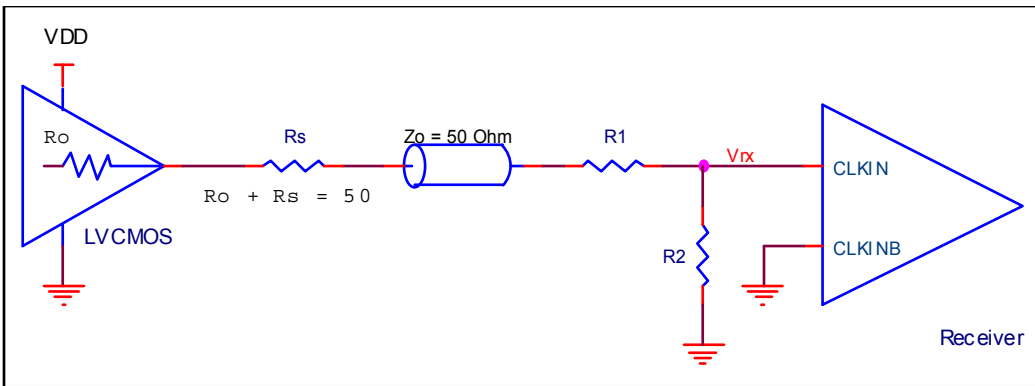 VDD
Ro
Rs
Zo = 50 Ohm
R1
Vrx
CLKIN
Ro + Rs = 50
LVCMOS
R2
CLKINB
Receiver